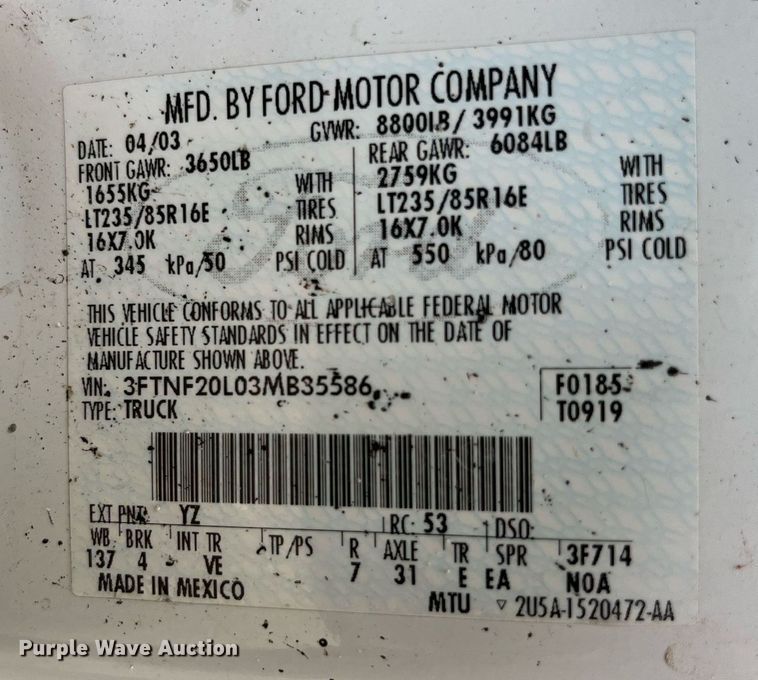 MFD. BY FORD MOTOR COMPANY
DATE: 04/03 GVWR: 8800LB/ 3991KG
FRONT GAWR: 3650LB REAR GAWR: 6084LB
1655KG WITH 2759KG WITH
LT235/85R16E TIRES LT235/85R16E TIRES
16X7.0K RIMS 16X7.0K RIMS
AT 345 kPa/50 PSI COLD AT 550 kPa/80 PSI COLD
THIS VEHICLE CONFORMS TO ALL APPLICABLE FEDERAL MOTOR
VEHICLE SAFETY STANDARDS IN EFFECT ON THE DATE OF
MANUFACTURE SHOWN ABOVE.
VIN: 3FTNF20L03MB35586 F0185
TYPE: TRUCK T0919
EXT PNT: YZ RC: 53 DSO:
WB BRK INT TR TP/PS R AXLE TR SPR 3F714
137 4 VE 7 31 E EA N0A
MADE IN MEXICO MTU ▽ 2U5A-1520472-AA
Ford
Purple Wave Auction